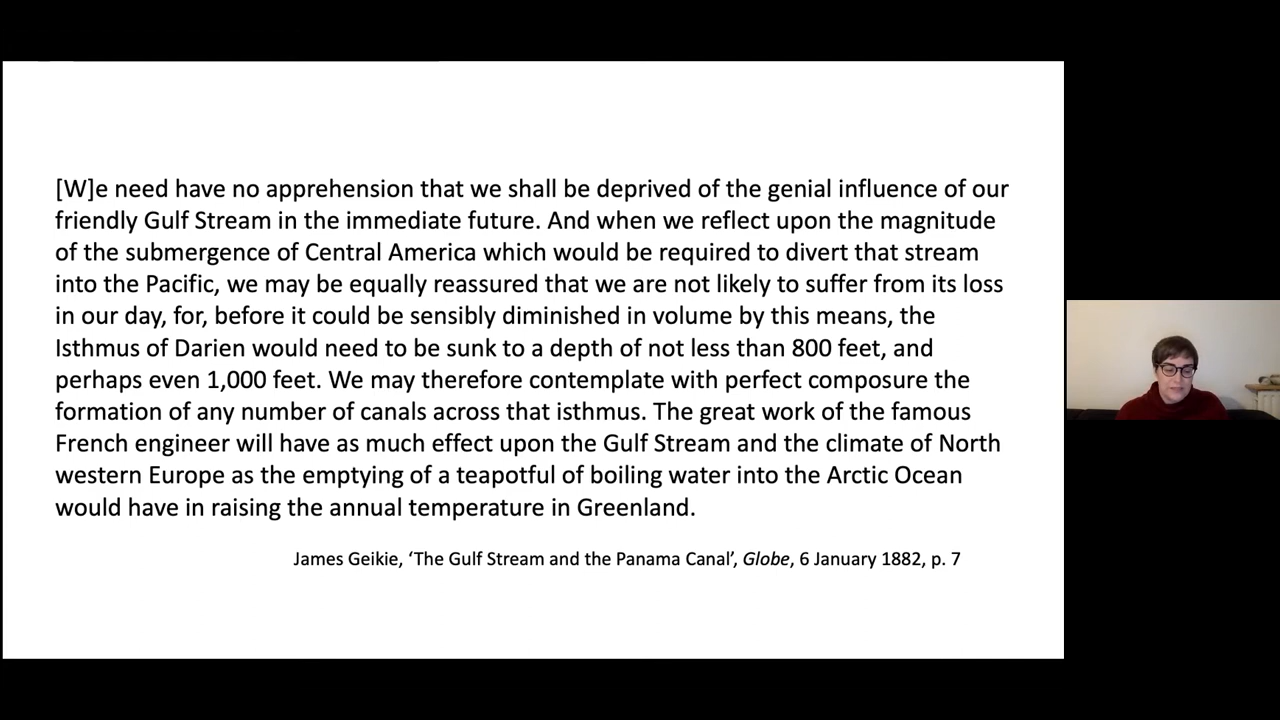 [W]e need have no apprehension that we shall be deprived of the genial influence of our
friendly Gulf Stream in the immediate future. And when we reflect upon the magnitude
of the submergence of Central America which would be required to divert that stream
into the Pacific, we may be equally reassured that we are not likely to suffer from its loss
in our day, for, before it could be sensibly diminished in volume by this means, the
Isthmus of Darien would need to be sunk to a depth of not less than 800 feet, and
perhaps even 1,000 feet. We may therefore contemplate with perfect composure the
formation of any number of canals across that isthmus. The great work of the famous
French engineer will have as much effect upon the Gulf Stream and the climate of North
western Europe as the emptying of a teapotful of boiling water into the Arctic Ocean
would have in raising the annual temperature in Greenland.
James Geikie, ‘The Gulf Stream and the Panama Canal’, Globe, 6 January 1882, p. 7